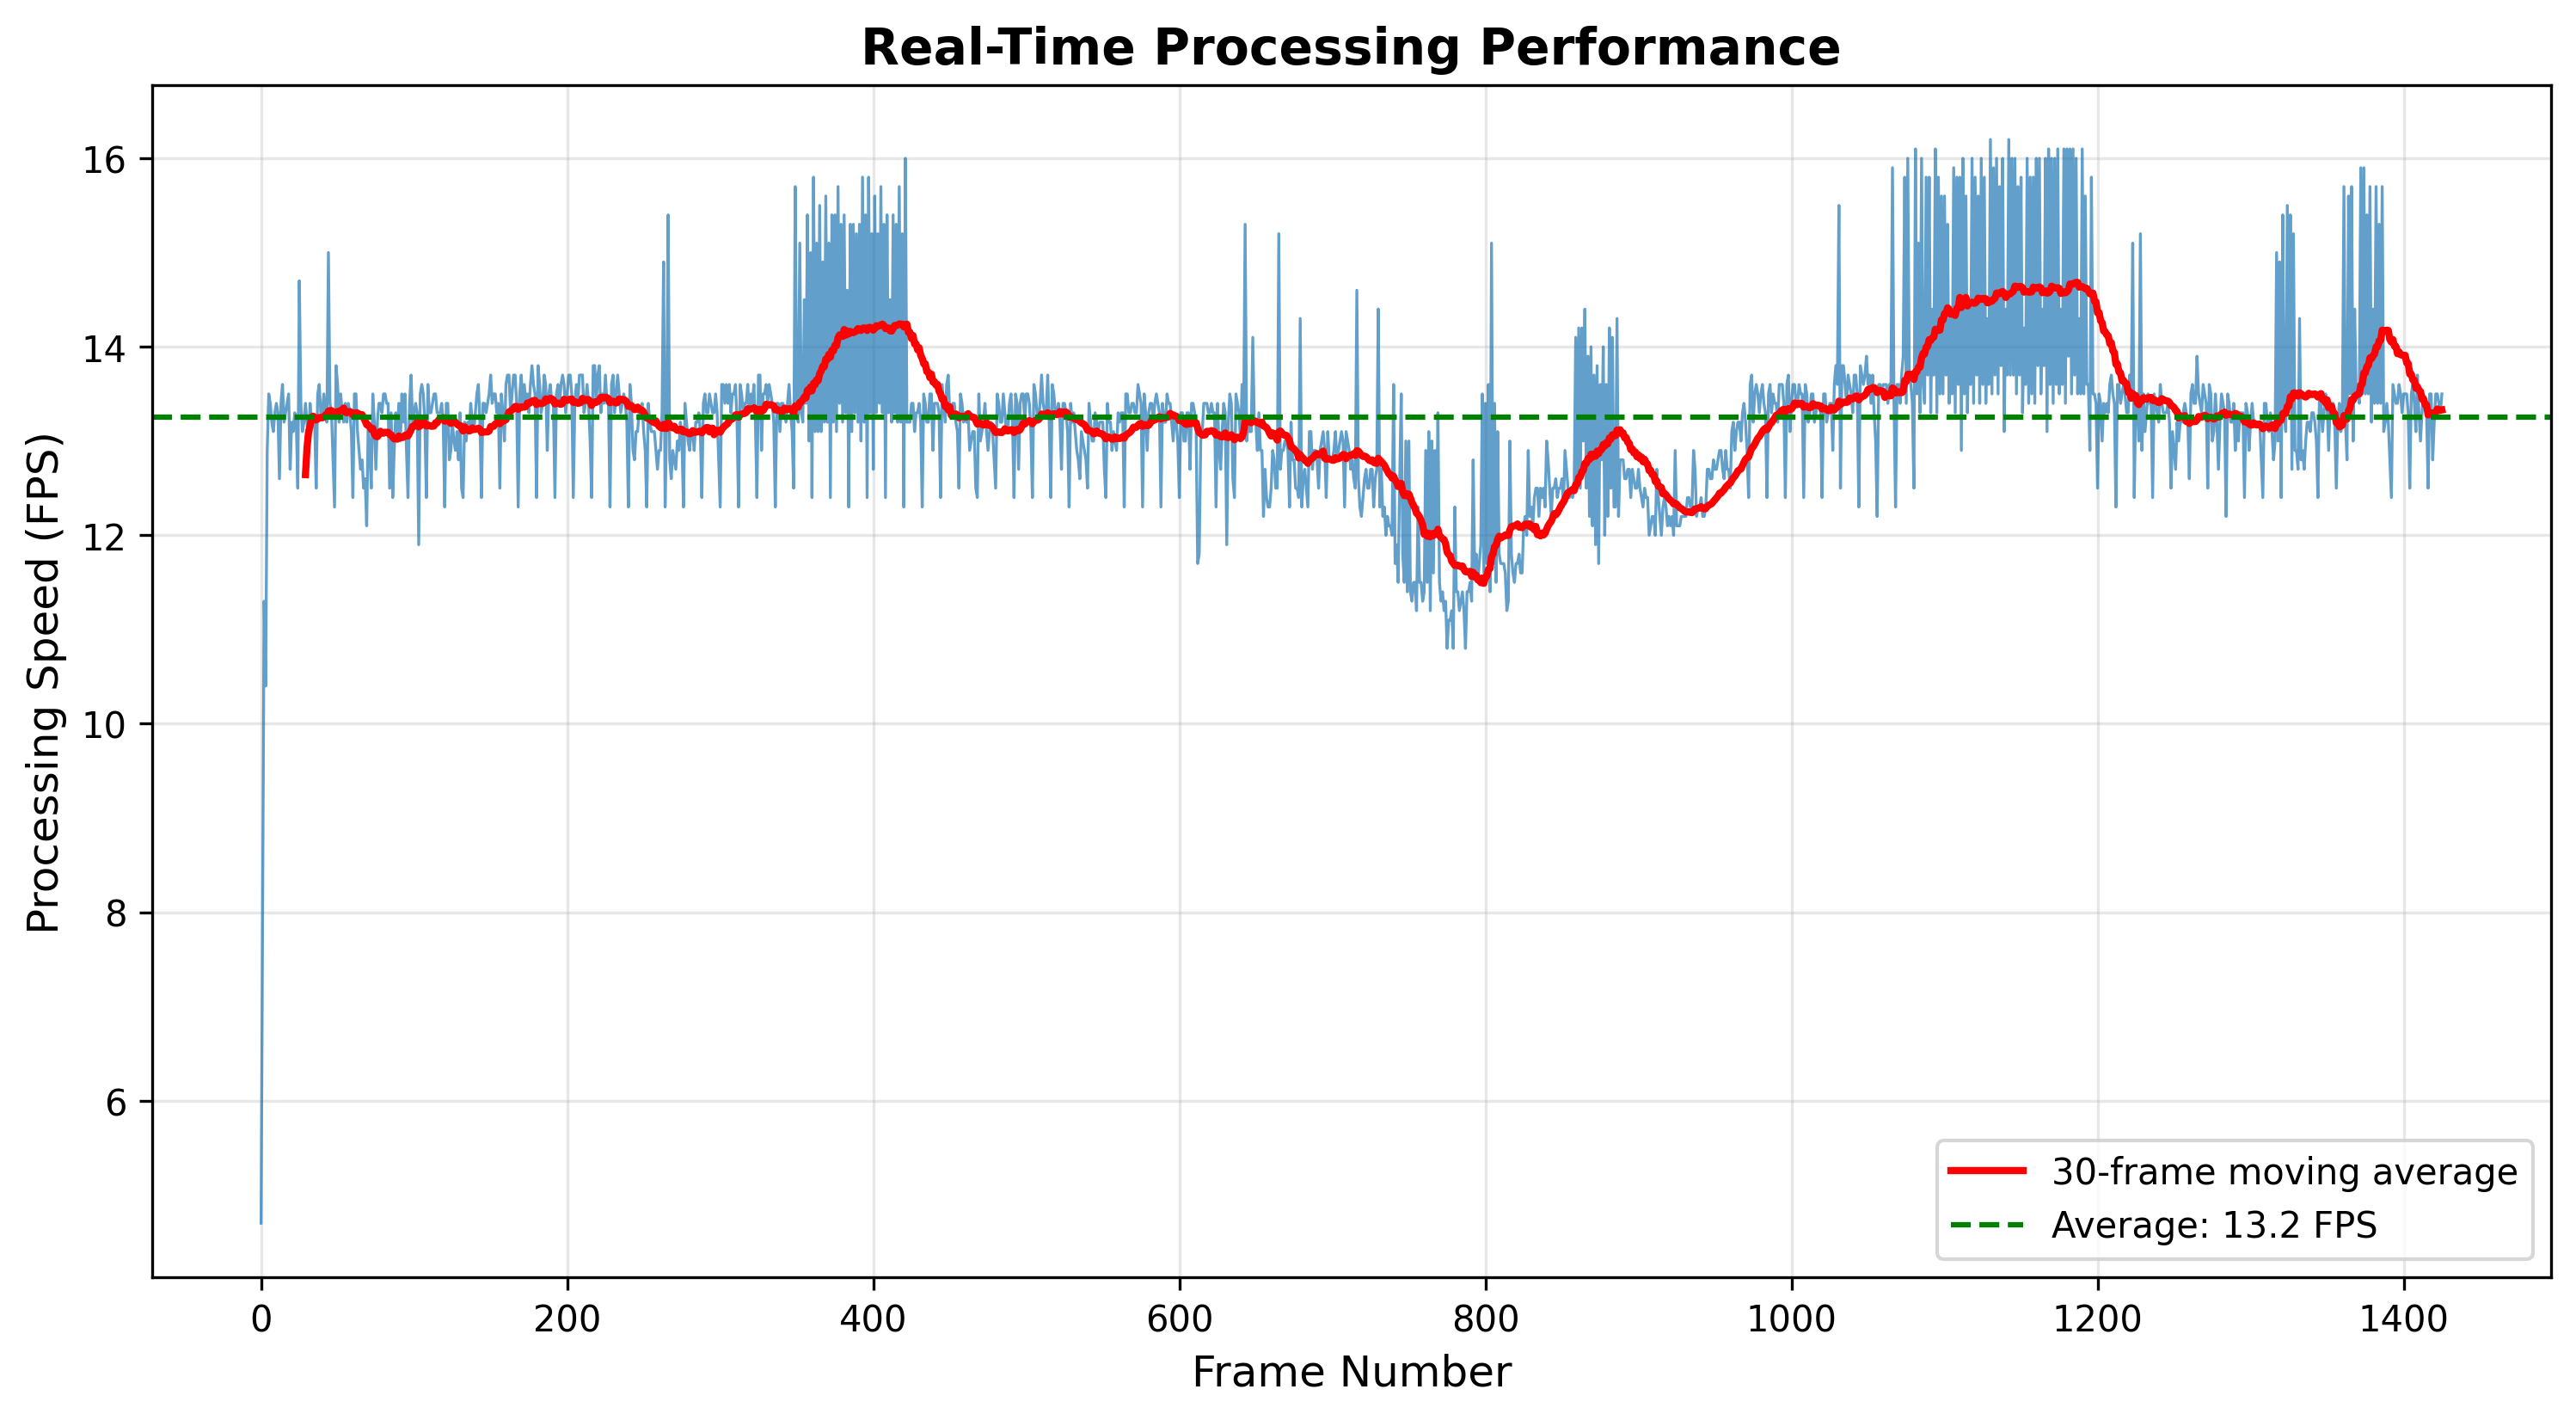 Real-Time Processing Performance
Processing Speed (FPS)
16
14
12
10
8
6
0 200 400 600 800 1000 1200 1400
Frame Number
30-frame moving average
Average: 13.2 FPS